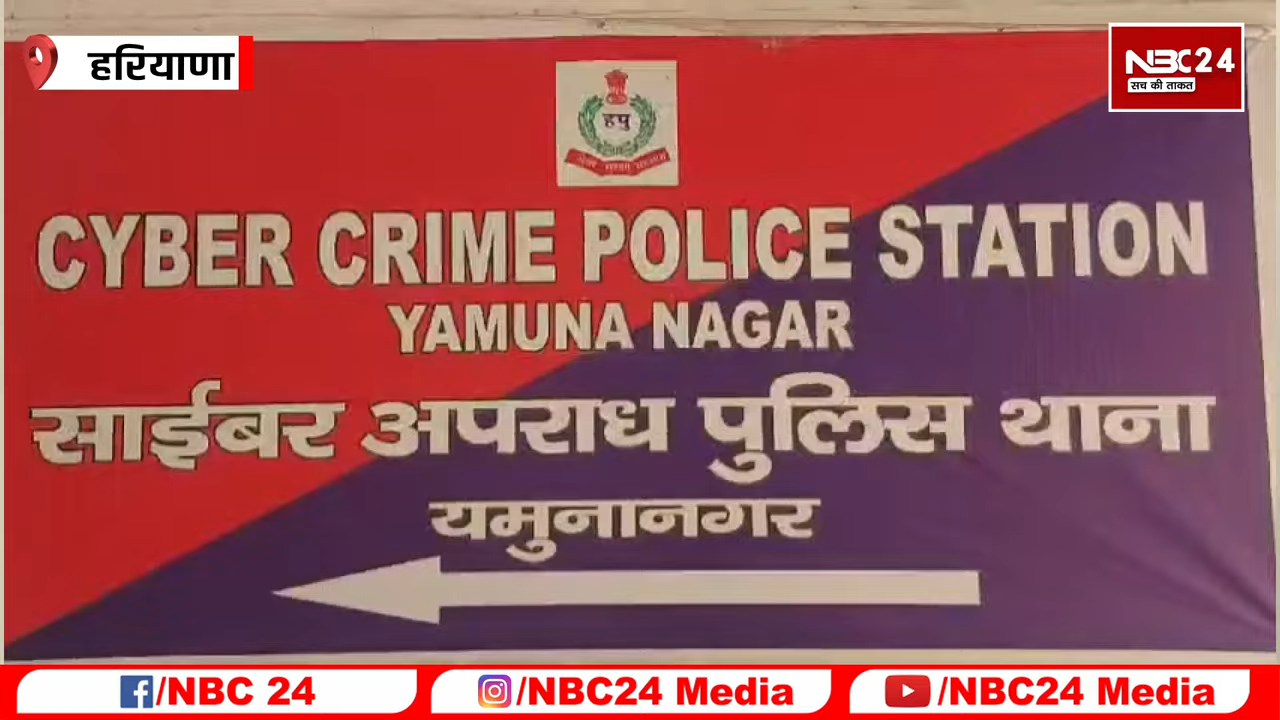 हरियाणा
NBC24
सच की ताकत
हपु
CYBER CRIME POLICE STATION
YAMUNA NAGAR
साईबर अपराध पुलिस थाना
यमुनानगर
/NBC 24
/NBC24 Media
/NBC24 Media